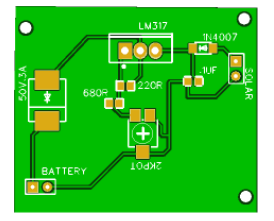 LM317
1N4007
50V,3A
680R
220R
.1UF
SOLAR
2KPOT
BATTERY